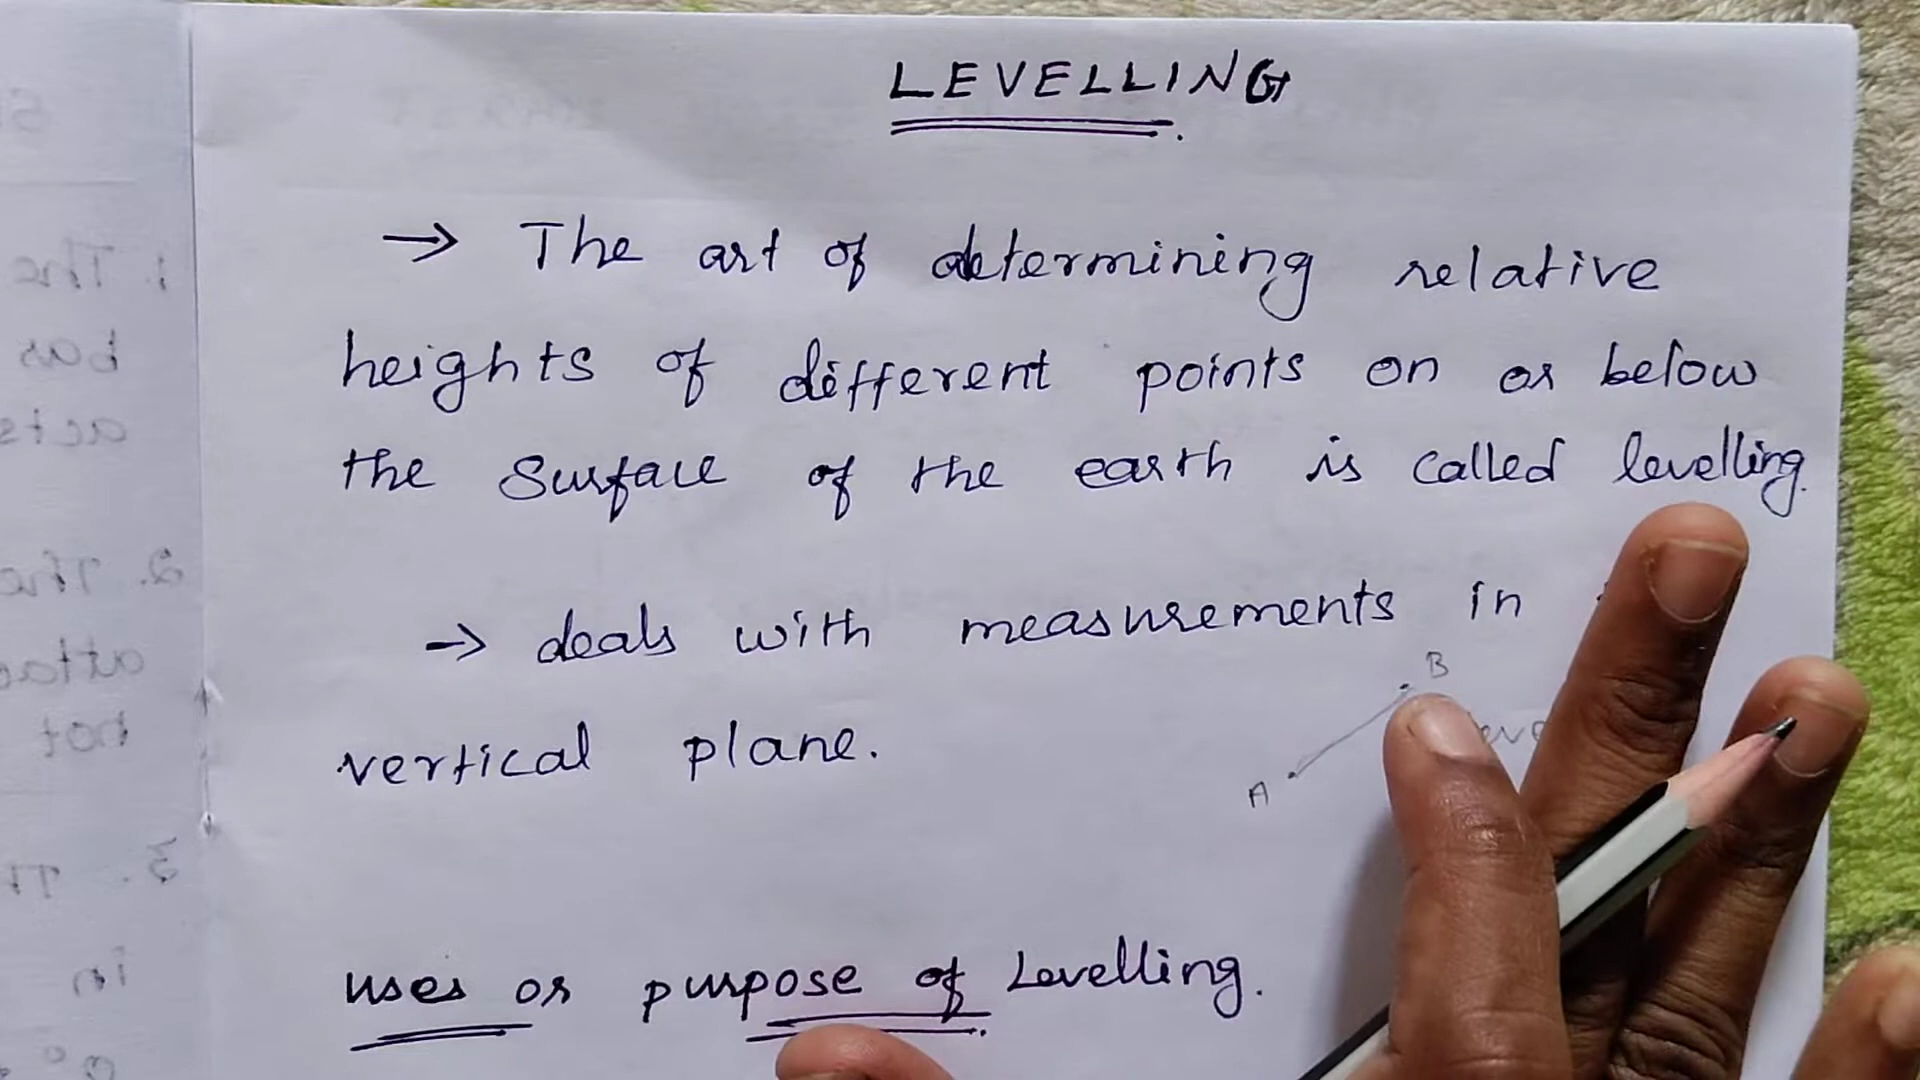 LEVELLING
→ The art of determining relative
heights of different points on or below
the surface of the earth is called levelling.
→ deals with measurements in
vertical plane.
B
A
uses or purpose of Levelling.